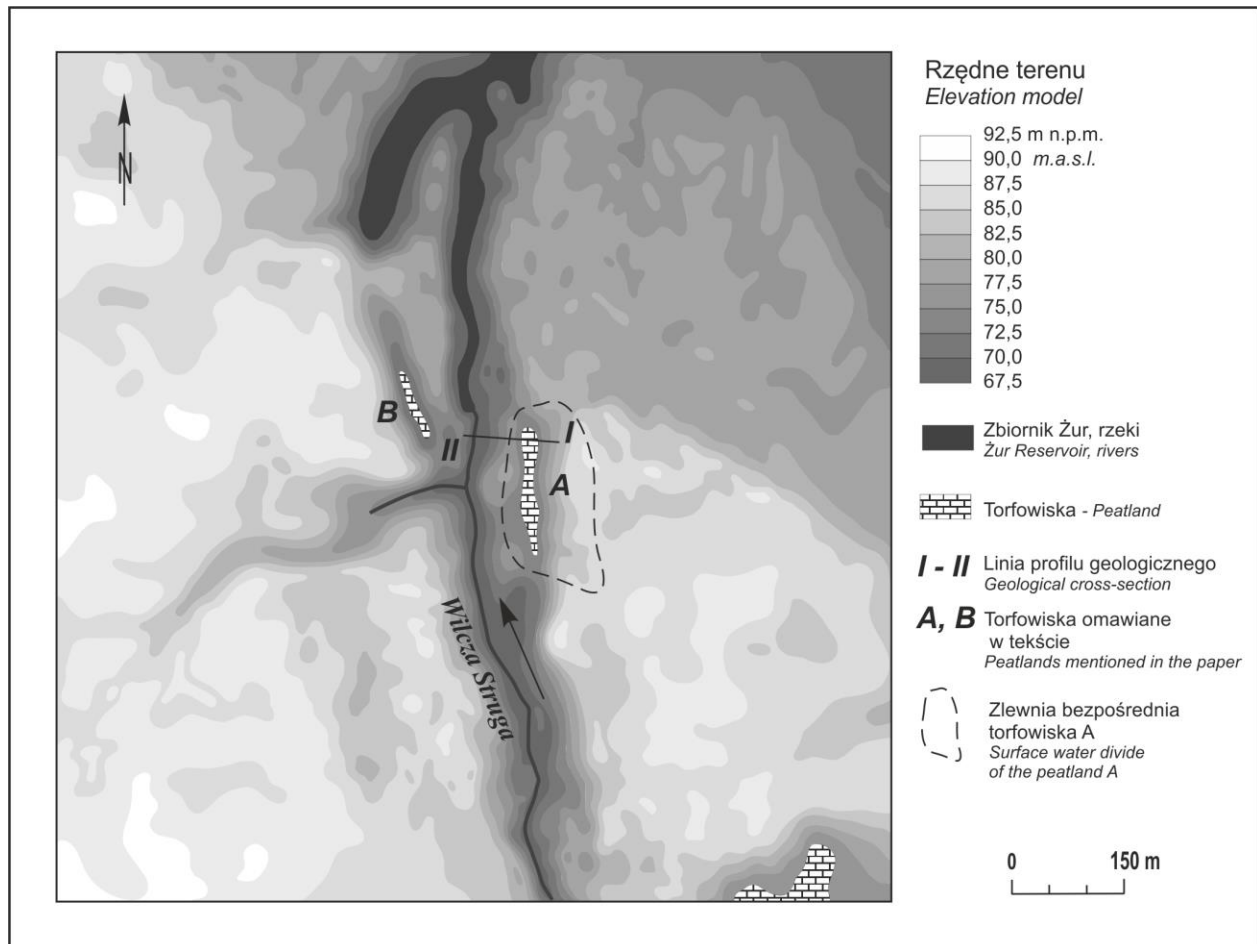 N
B
II
I
A
Wilcza Struga
Rzędne terenu
Elevation model
92,5 m n.p.m.
90,0 m.a.s.l.
87,5
85,0
82,5
80,0
77,5
75,0
72,5
70,0
67,5
Zbiornik Żur, rzeki
Żur Reservoir, rivers
Torfowiska - Peatland
I - II Linia profilu geologicznego
Geological cross-section
A, B Torfowiska omawiane
w tekście
Peatlands mentioned in the paper
Zlewnia bezpośrednia
torfowiska A
Surface water divide
of the peatland A
0 150 m